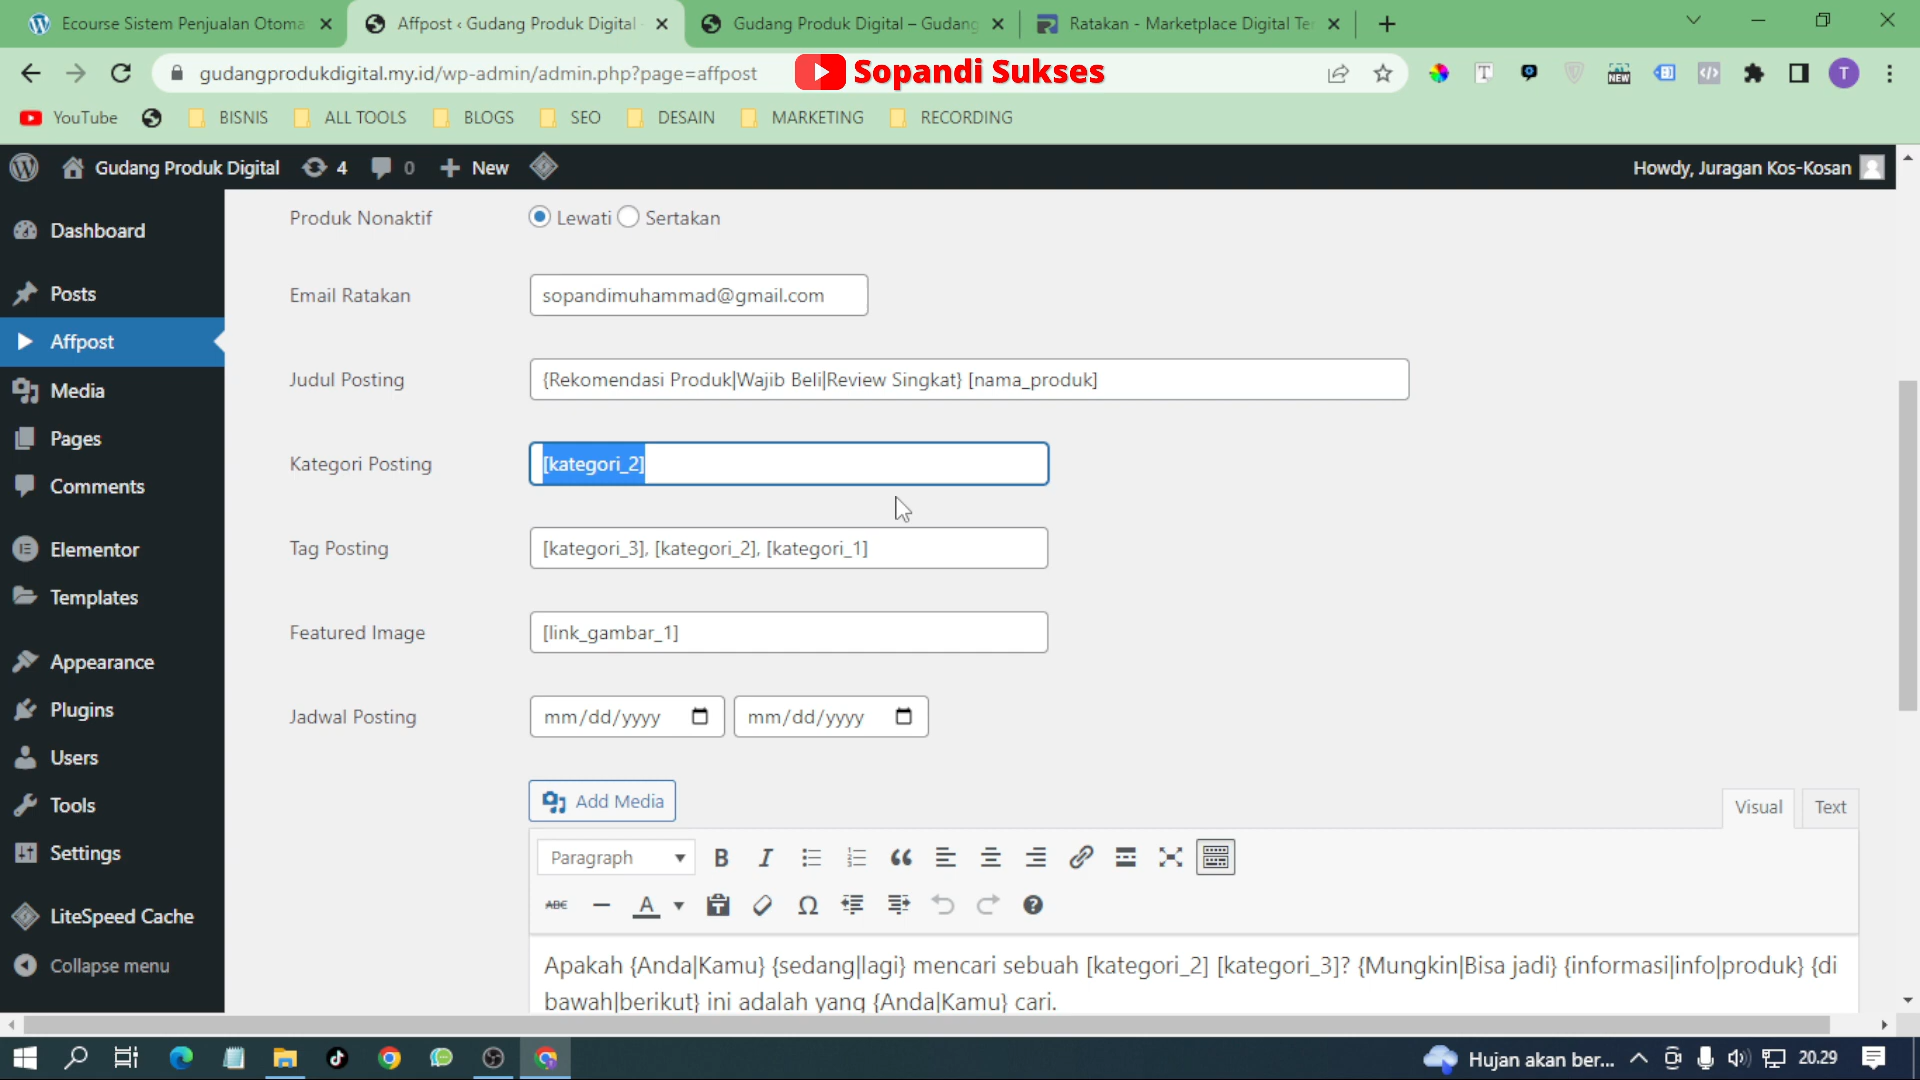 Ecourse Sistem Penjualan Otoma
Affpost ‹ Gudang Produk Digital
Gudang Produk Digital – Gudang
Ratakan - Marketplace Digital Te
gudangprodukdigital.my.id/wp-admin/admin.php?page=affpost
Sopandi Sukses
T
NEW
T
YouTube
BISNIS
ALL TOOLS
BLOGS
SEO
DESAIN
MARKETING
RECORDING
Gudang Produk Digital
4
0
New
Howdy, Juragan Kos-Kosan
Dashboard
Posts
Affpost
Media
Pages
Comments
Elementor
Templates
Appearance
Plugins
Users
Tools
Settings
LiteSpeed Cache
Collapse menu
Produk Nonaktif
Lewati
Sertakan
Email Ratakan
sopandimuhammad@gmail.com
Judul Posting
{Rekomendasi Produk|Wajib Beli|Review Singkat} [nama_produk]
Kategori Posting
[kategori_2]
Tag Posting
[kategori_3], [kategori_2], [kategori_1]
Featured Image
[link_gambar_1]
Jadwal Posting
mm/dd/yyyy
mm/dd/yyyy
Add Media
Visual
Text
Paragraph
B
I
ABC
A
Ω
Apakah {Anda|Kamu} {sedang|lagi} mencari sebuah [kategori_2] [kategori_3]? {Mungkin|Bisa jadi} {informasi|info|produk} {di
bawah|berikut} ini adalah yang {Anda|Kamu} cari.
Hujan akan ber...
20.29